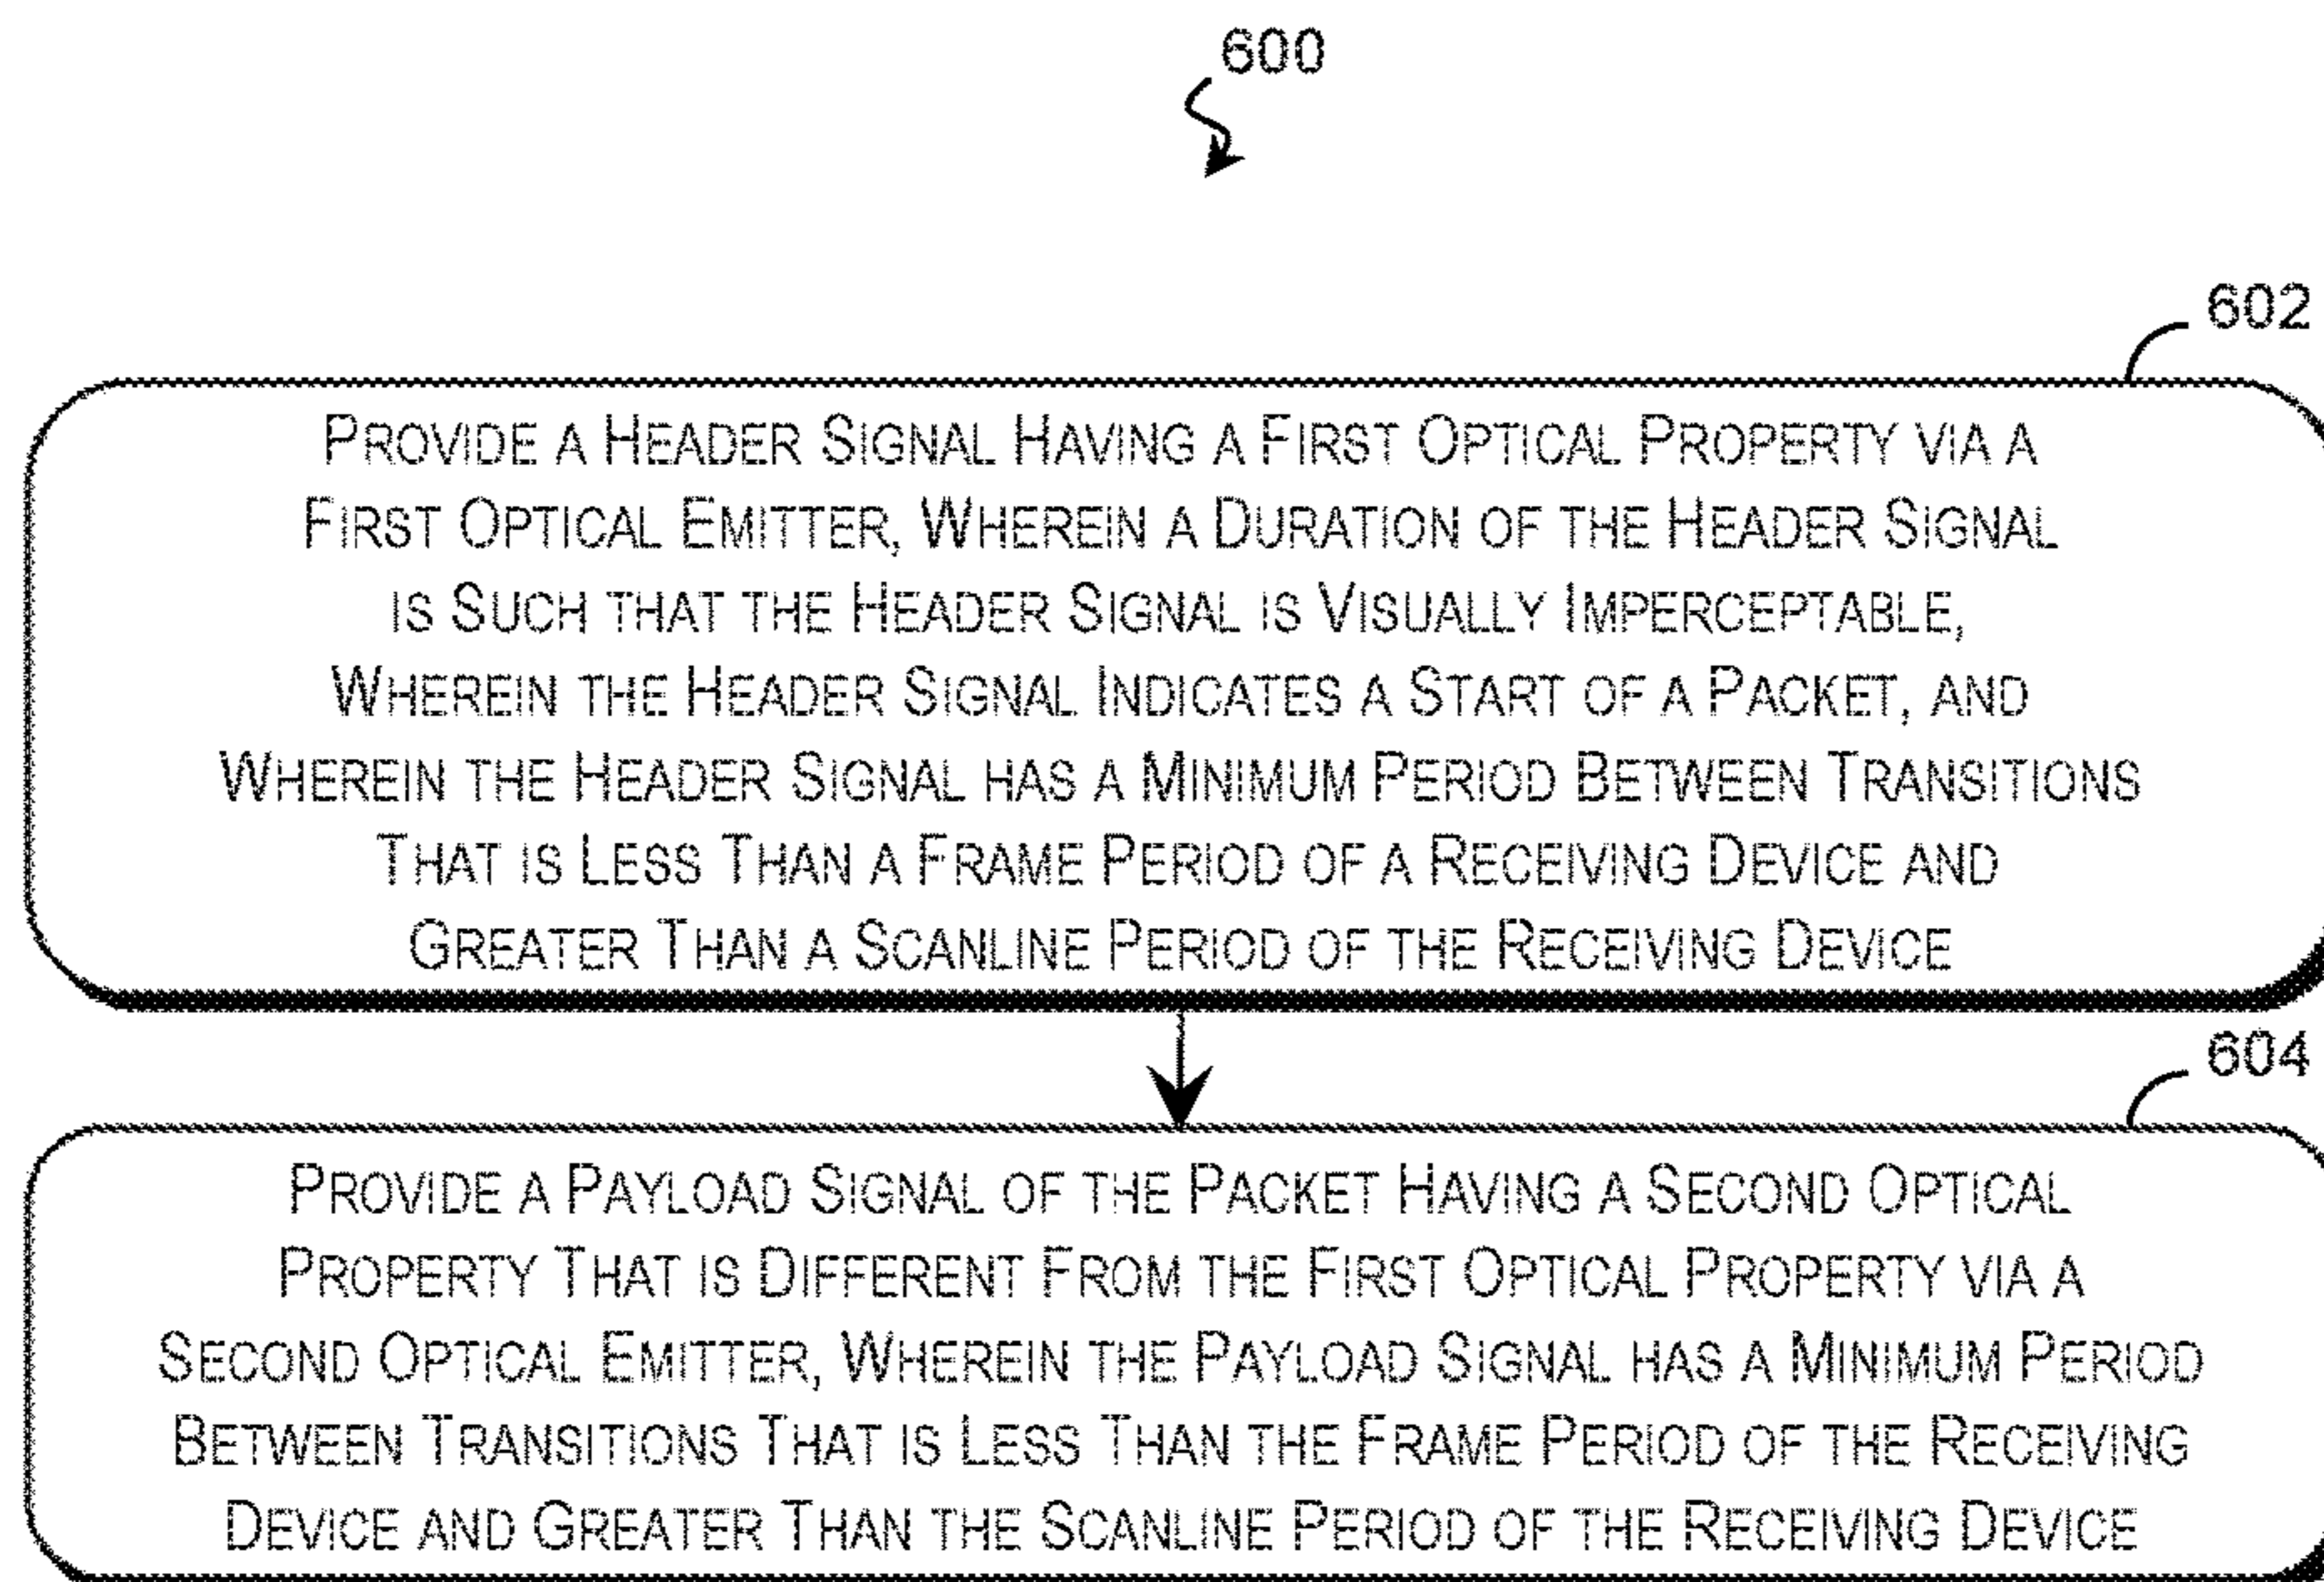 600
602
PROVIDE A HEADER SIGNAL HAVING A FIRST OPTICAL PROPERTY VIA A
FIRST OPTICAL EMITTER, WHEREIN A DURATION OF THE HEADER SIGNAL
IS SUCH THAT THE HEADER SIGNAL IS VISUALLY IMPERCEPTABLE,
WHEREIN THE HEADER SIGNAL INDICATES A START OF A PACKET, AND
WHEREIN THE HEADER SIGNAL HAS A MINIMUM PERIOD BETWEEN TRANSITIONS
THAT IS LESS THAN A FRAME PERIOD OF A RECEIVING DEVICE AND
GREATER THAN A SCANLINE PERIOD OF THE RECEIVING DEVICE
604
PROVIDE A PAYLOAD SIGNAL OF THE PACKET HAVING A SECOND OPTICAL
PROPERTY THAT IS DIFFERENT FROM THE FIRST OPTICAL PROPERTY VIA A
SECOND OPTICAL EMITTER, WHEREIN THE PAYLOAD SIGNAL HAS A MINIMUM PERIOD
BETWEEN TRANSITIONS THAT IS LESS THAN THE FRAME PERIOD OF THE RECEIVING
DEVICE AND GREATER THAN THE SCANLINE PERIOD OF THE RECEIVING DEVICE